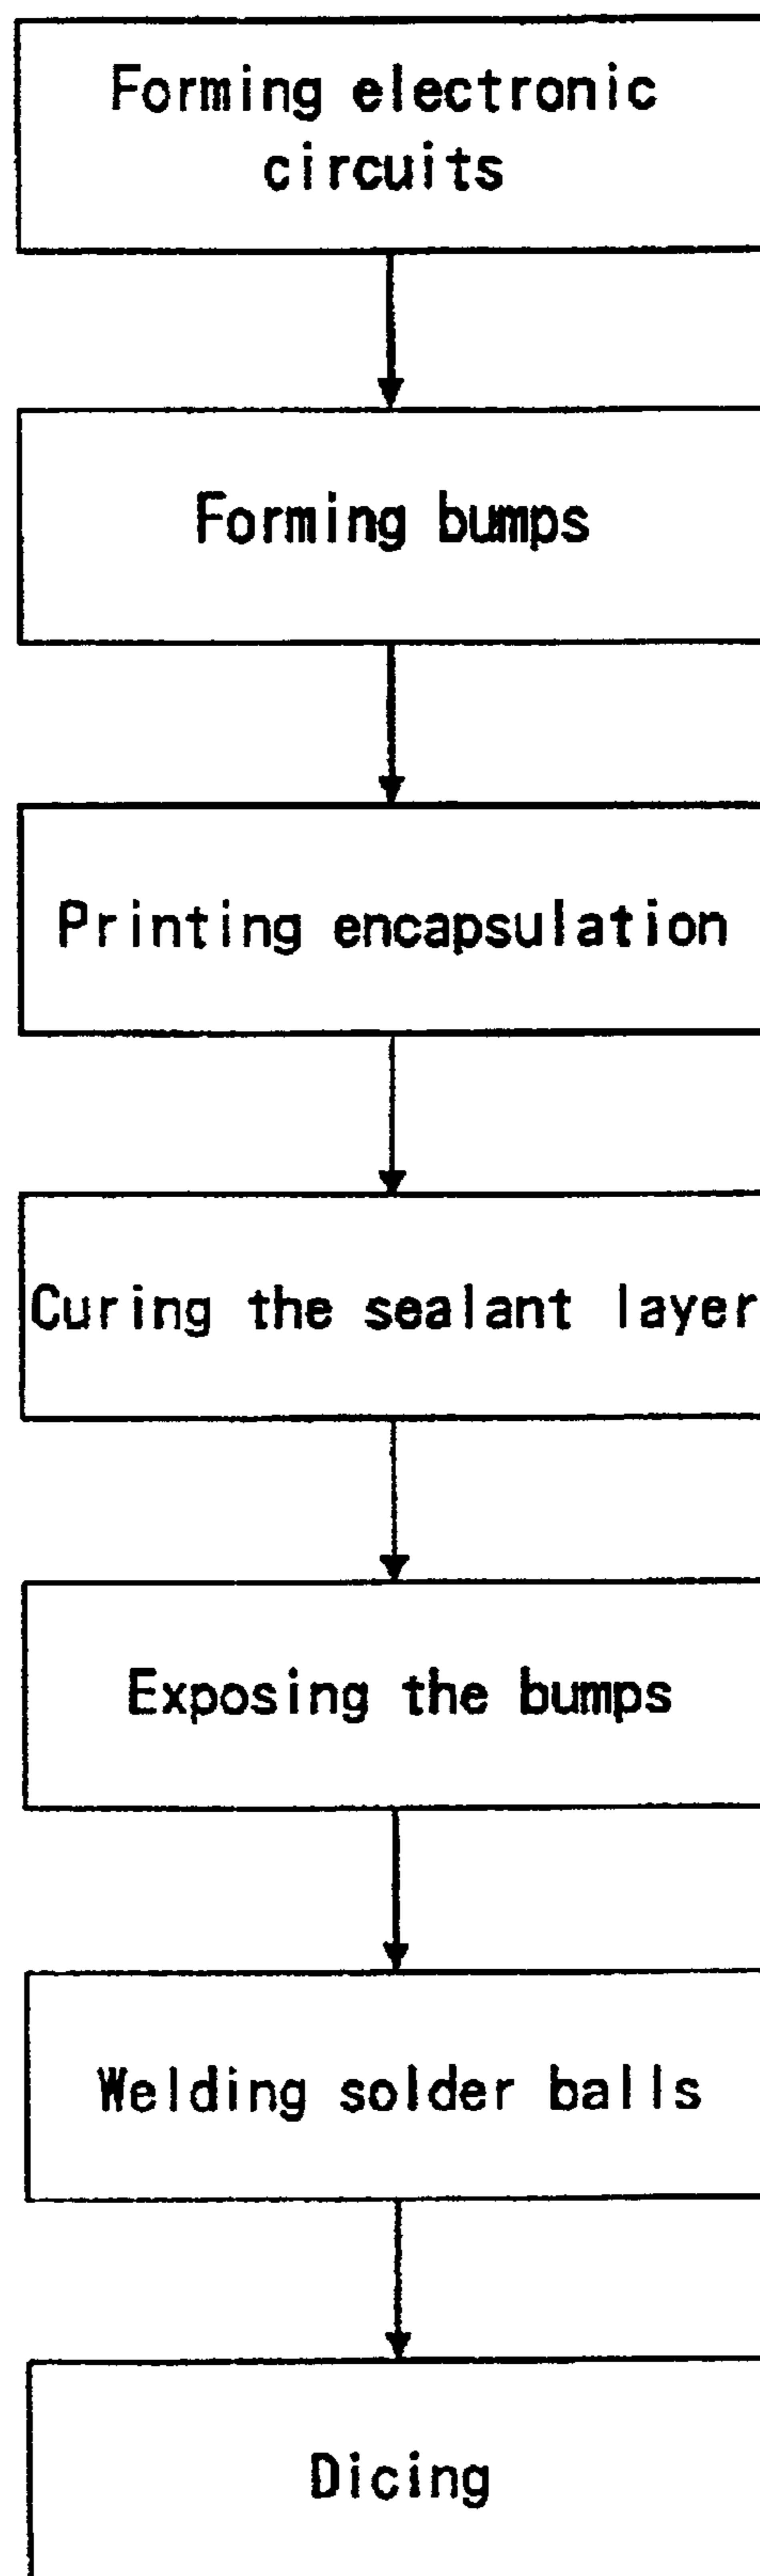 Forming electronic
circuits
Forming bumps
Printing encapsulation
Curing the sealant layer
Exposing the bumps
Welding solder balls
Dicing